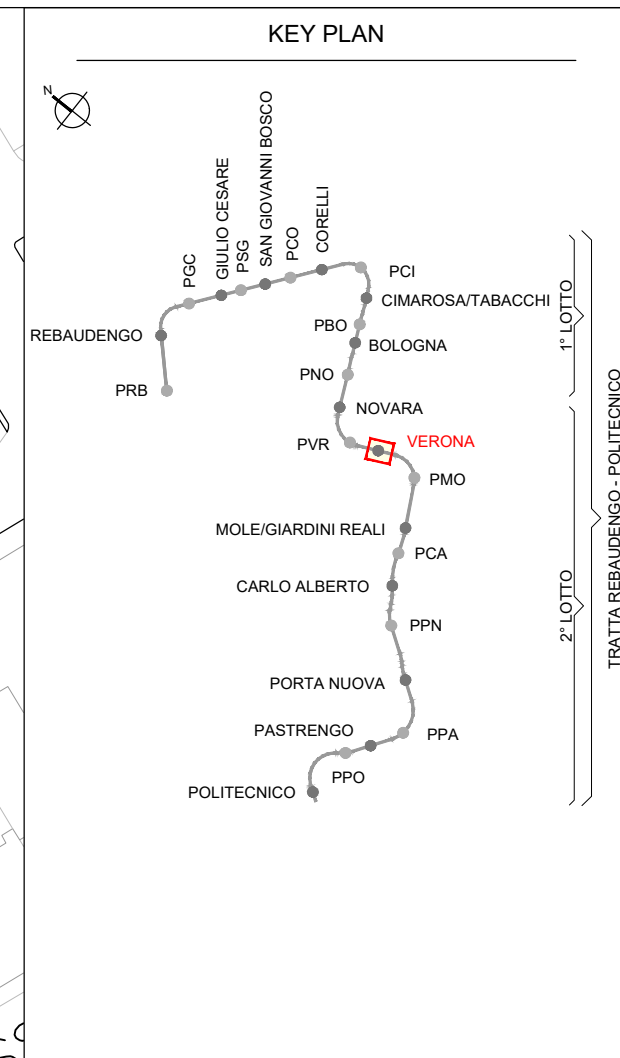 KEY PLAN
N
PGC
GIULIO CESARE
PSG
SAN GIOVANNI BOSCO
PCO
CORELLI
PCI
CIMAROSA/TABACCHI
REBAUDENGO
PBO
BOLOGNA
PRB
PNO
NOVARA
PVR
VERONA
PMO
MOLE/GIARDINI REALI
PCA
CARLO ALBERTO
PPN
PORTA NUOVA
PASTRENGO
PPA
PPO
POLITECNICO
1° LOTTO
2° LOTTO
TRATTA REBAUDENGO - POLITECNICO